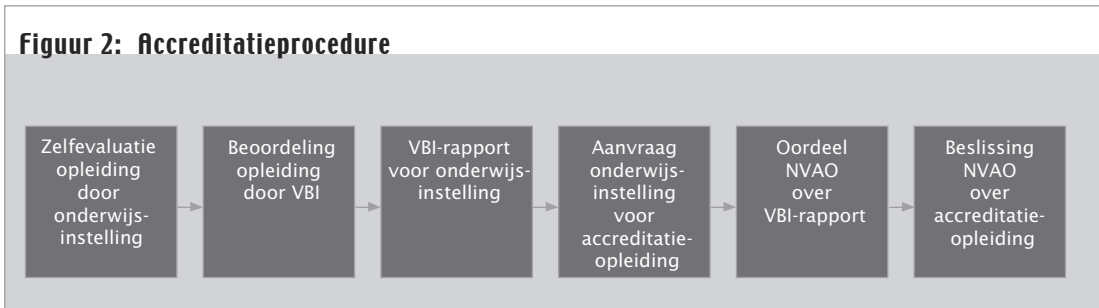 Figuur 2: Accreditatieprocedure
Zelfevaluatie
opleiding
door
onderwijs-
instelling
Beoordeling
opleiding
door VBI
VBI-rapport
voor onderwijs-
instelling
Aanvraag
onderwijs-
instelling
voor
accreditatie-
opleiding
Oordeel
NVAO
over
VBI-rapport
Beslissing
NVAO
over
accreditatie-
opleiding